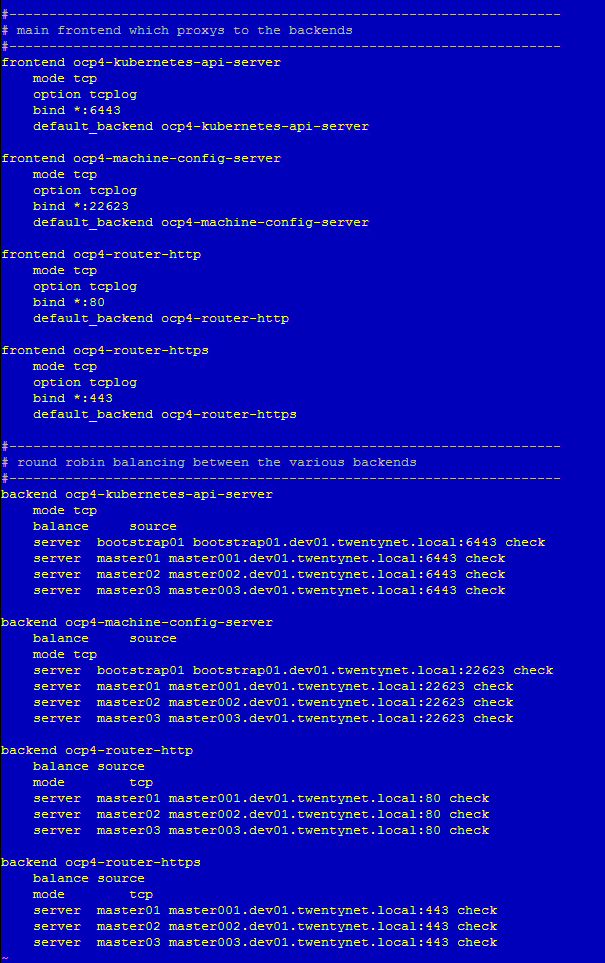 #---------------------------------------------------------------------
# main frontend which proxys to the backends
#---------------------------------------------------------------------
frontend ocp4-kubernetes-api-server
    mode tcp
    option tcplog
    bind *:6443
    default_backend ocp4-kubernetes-api-server

frontend ocp4-machine-config-server
    mode tcp
    option tcplog
    bind *:22623
    default_backend ocp4-machine-config-server

frontend ocp4-router-http
    mode tcp
    option tcplog
    bind *:80
    default_backend ocp4-router-http

frontend ocp4-router-https
    mode tcp
    option tcplog
    bind *:443
    default_backend ocp4-router-https

#---------------------------------------------------------------------
# round robin balancing between the various backends
#---------------------------------------------------------------------
backend ocp4-kubernetes-api-server
    mode tcp
    balance     source
    server  bootstrap01 bootstrap01.dev01.twentynet.local:6443 check
    server  master01 master001.dev01.twentynet.local:6443 check
    server  master02 master002.dev01.twentynet.local:6443 check
    server  master03 master003.dev01.twentynet.local:6443 check

backend ocp4-machine-config-server
    balance     source
    mode tcp
    server  bootstrap01 bootstrap01.dev01.twentynet.local:22623 check
    server  master01 master001.dev01.twentynet.local:22623 check
    server  master02 master002.dev01.twentynet.local:22623 check
    server  master03 master003.dev01.twentynet.local:22623 check

backend ocp4-router-http
    balance source
    mode        tcp
    server  master01 master001.dev01.twentynet.local:80 check
    server  master02 master002.dev01.twentynet.local:80 check
    server  master03 master003.dev01.twentynet.local:80 check

backend ocp4-router-https
    balance source
    mode        tcp
    server  master01 master001.dev01.twentynet.local:443 check
    server  master02 master002.dev01.twentynet.local:443 check
    server  master03 master003.dev01.twentynet.local:443 check
~